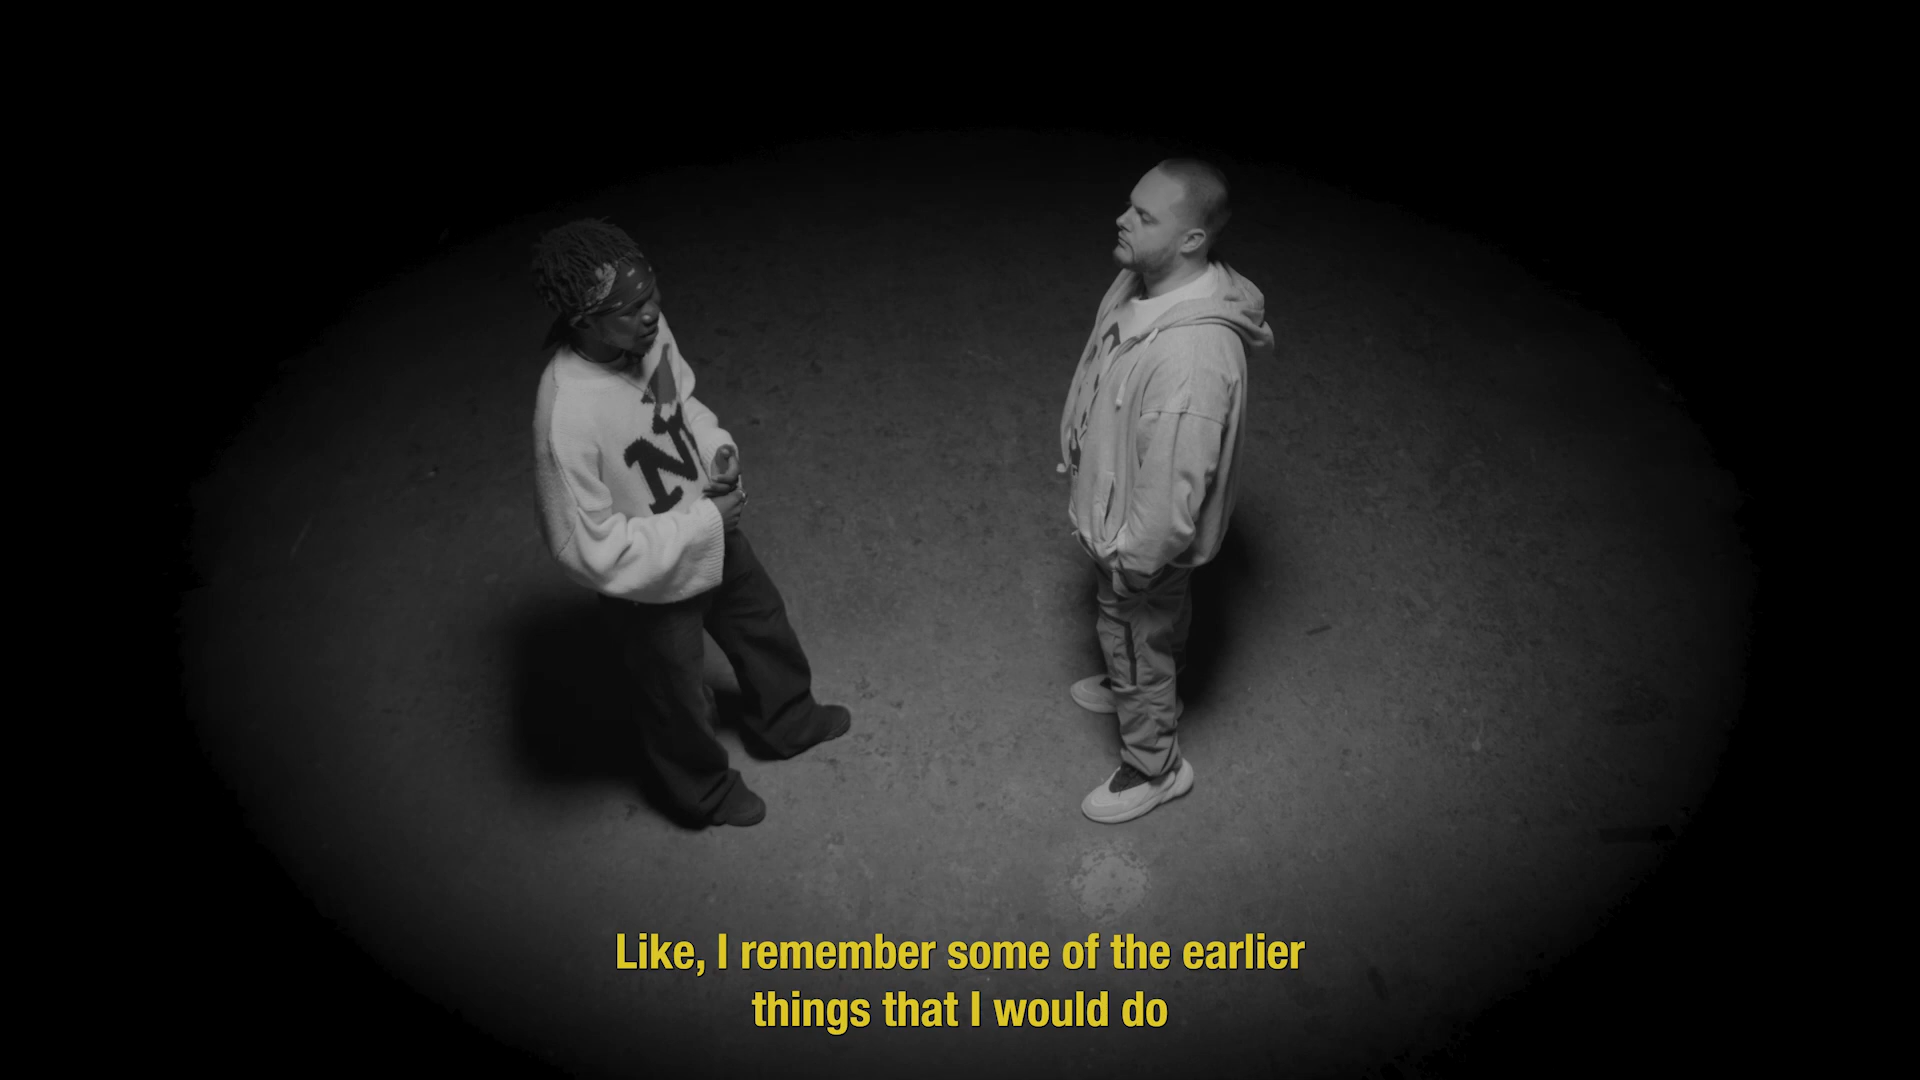 Like, I remember some of the earlier
things that I would do
N